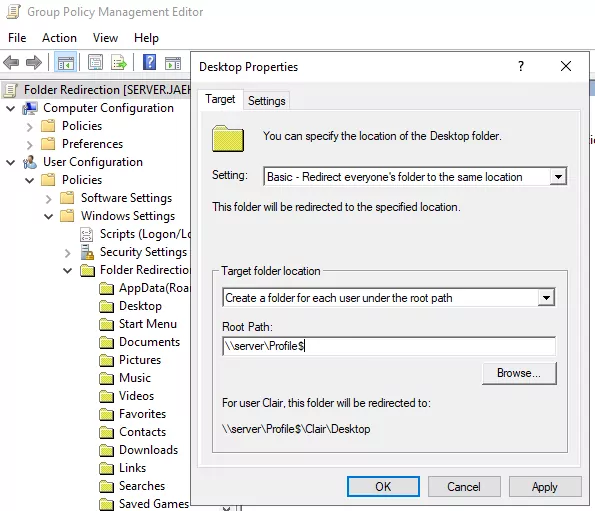 Group Policy Management Editor
File Action View Help
Folder Redirection [SERVER.JAEH
Computer Configuration
Policies
Preferences
User Configuration
Policies
Software Settings
Windows Settings
Scripts (Logon/Lo
Security Settings
Folder Redirection
AppData(Roar
Desktop
Start Menu
Documents
Pictures
Music
Videos
Favorites
Contacts
Downloads
Links
Searches
Saved Games
Desktop Properties
? ×
Target Settings
You can specify the location of the Desktop folder.
Setting: Basic - Redirect everyone's folder to the same location
This folder will be redirected to the specified location.
Target folder location
Create a folder for each user under the root path
Root Path:
\\server\Profile$
Browse...
For user Clair, this folder will be redirected to:
\\server\Profile$\Clair\Desktop
OK Cancel Apply